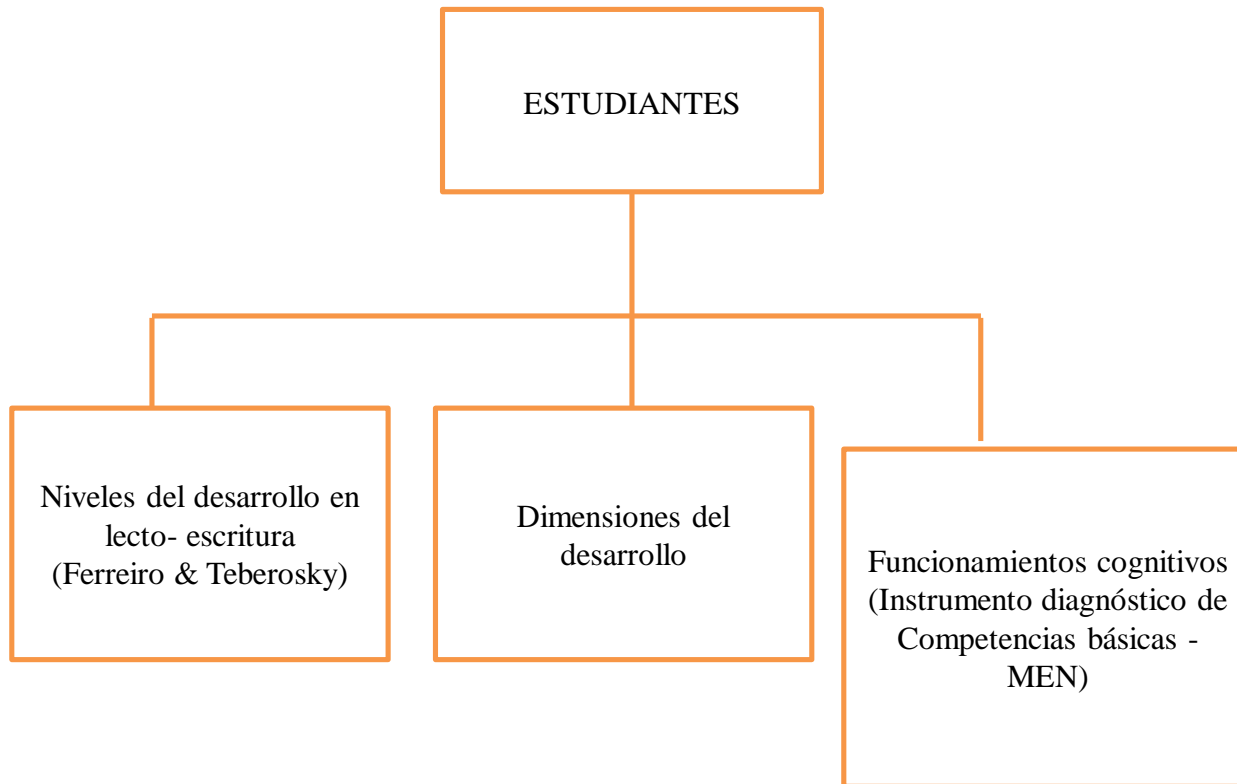 ESTUDIANTES
Niveles del desarrollo en
lecto- escritura
(Ferreiro & Teberosky)
Dimensiones del
desarrollo
Funcionamientos cognitivos
(Instrumento diagnóstico de
Competencias básicas -
MEN)